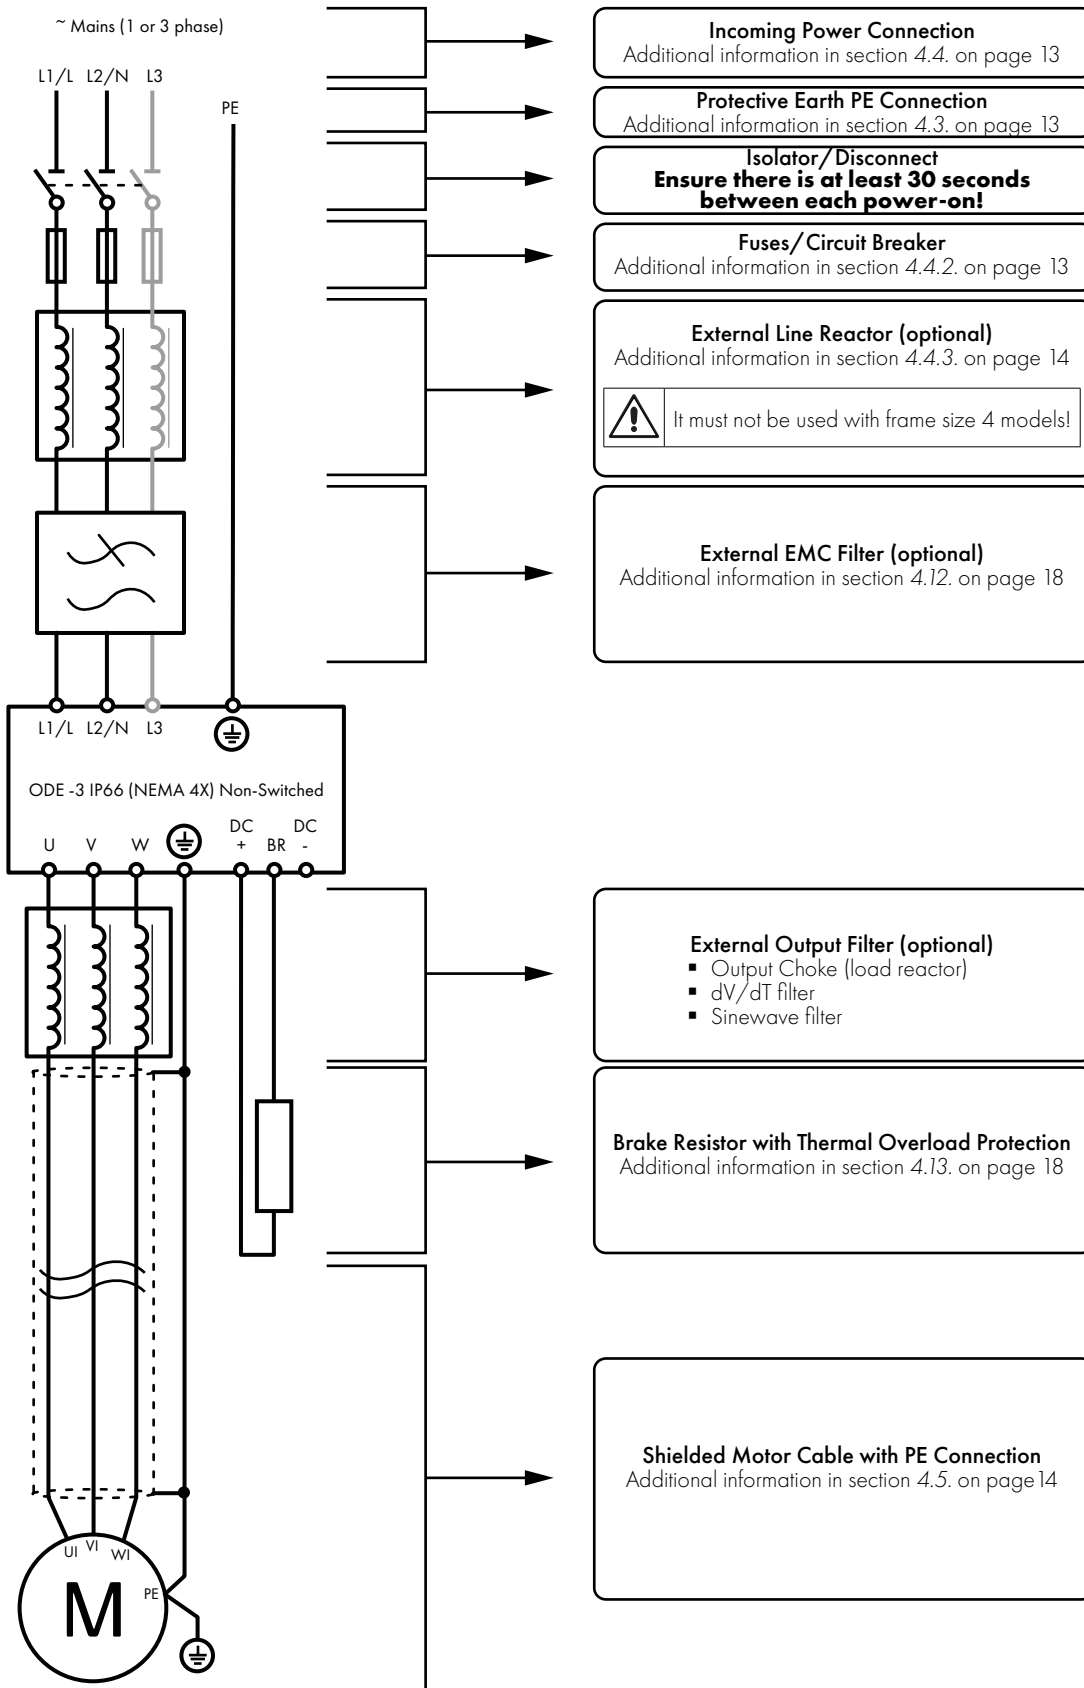 ~ Mains (1 or 3 phase)
L1/L L2/N L3
PE
Incoming Power Connection
Additional information in section 4.4. on page 13
Protective Earth PE Connection
Additional information in section 4.3. on page 13
Isolator/Disconnect
Ensure there is at least 30 seconds
between each power-on!
Fuses/Circuit Breaker
Additional information in section 4.4.2. on page 13
External Line Reactor (optional)
Additional information in section 4.4.3. on page 14
It must not be used with frame size 4 models!
External EMC Filter (optional)
Additional information in section 4.12. on page 18
L1/L L2/N L3
ODE -3 IP66 (NEMA 4X) Non-Switched
U V W DC + BR DC -
External Output Filter (optional)
▪ Output Choke (load reactor)
▪ dV/dT filter
▪ Sinewave filter
Brake Resistor with Thermal Overload Protection
Additional information in section 4.13. on page 18
Shielded Motor Cable with PE Connection
Additional information in section 4.5. on page14
UI VI WI
PE
M